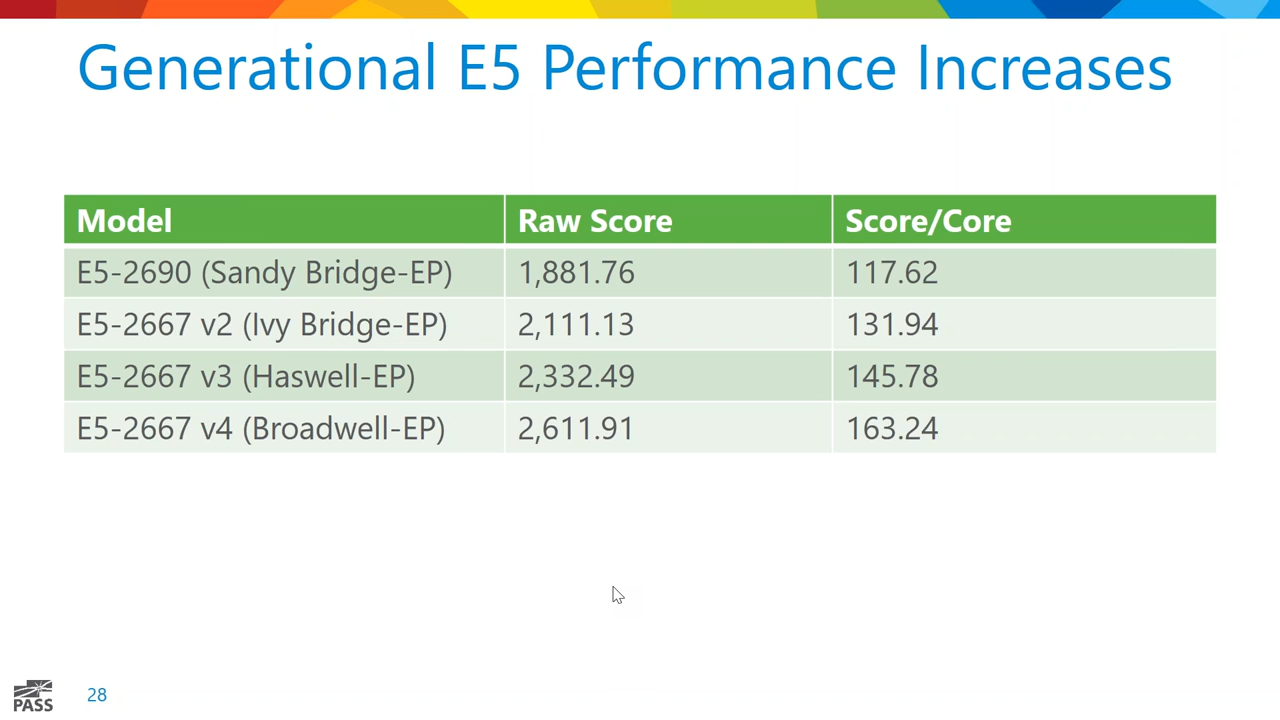 Generational E5 Performance Increases
Model Raw Score Score/Core
E5-2690 (Sandy Bridge-EP) 1,881.76 117.62
E5-2667 v2 (Ivy Bridge-EP) 2,111.13 131.94
E5-2667 v3 (Haswell-EP) 2,332.49 145.78
E5-2667 v4 (Broadwell-EP) 2,611.91 163.24
PASS
28